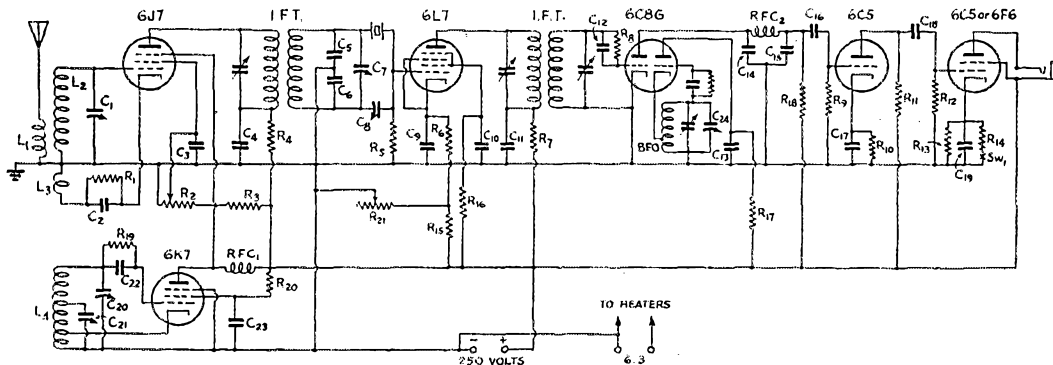 6J7
I.F.T.
6L7
I.F.T.
6C8G
RFC2
C16
6C5
C18
6C5 or 6F6
L2
C1
L1
C3
C4
R4
C5
C6
C7
C8
R5
C9
R6
C10
C11
R7
C12
R8
BFO
C24
C13
C14
C15
R18
R9
C17
R10
R11
R12
R13
C19
R14
SW1
L3
R1
C2
R2
R3
R21
R15
R16
R17
R19
6K7
RFC1
C22
R20
L4
C20
C21
C23
- +
250 VOLTS
TO HEATERS
6.3